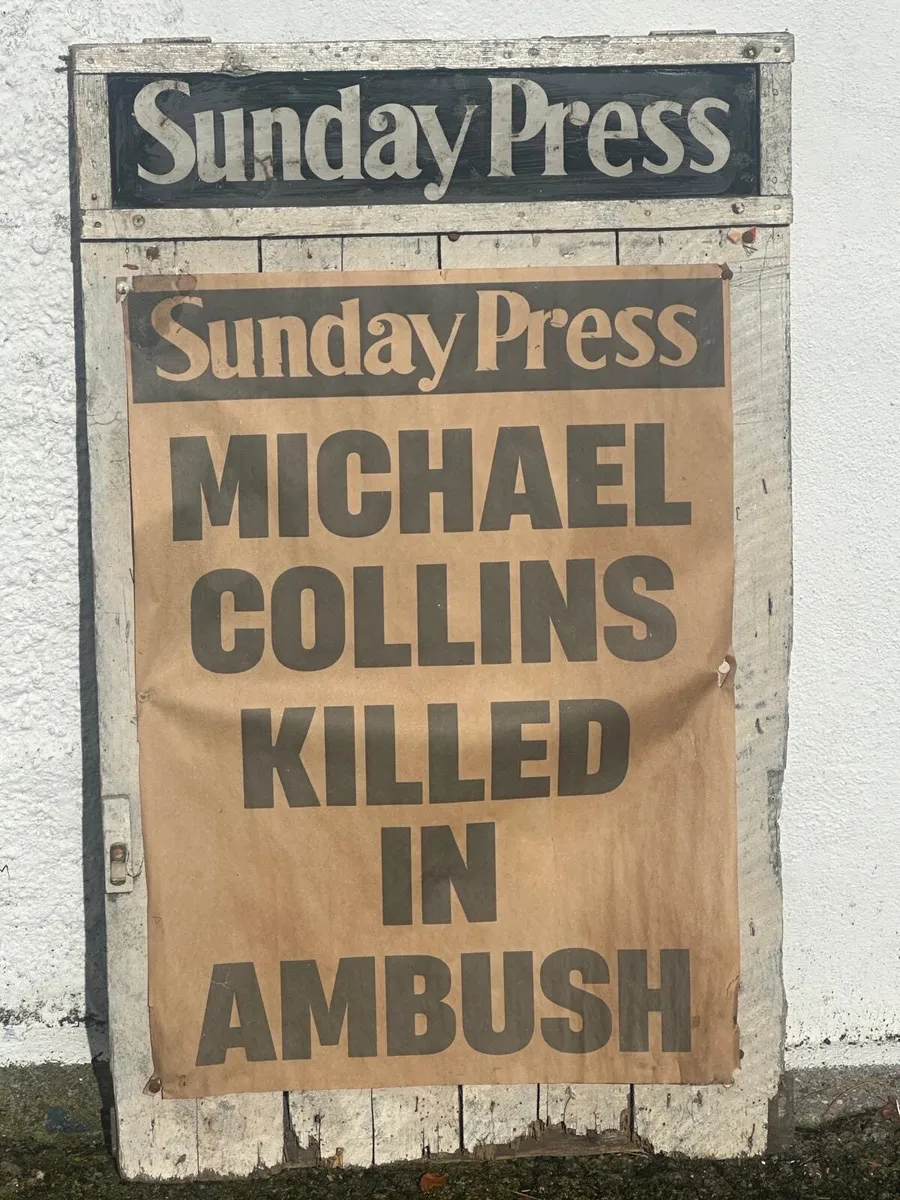 Sunday Press
Sunday Press
MICHAEL
COLLINS
KILLED
IN
AMBUSH